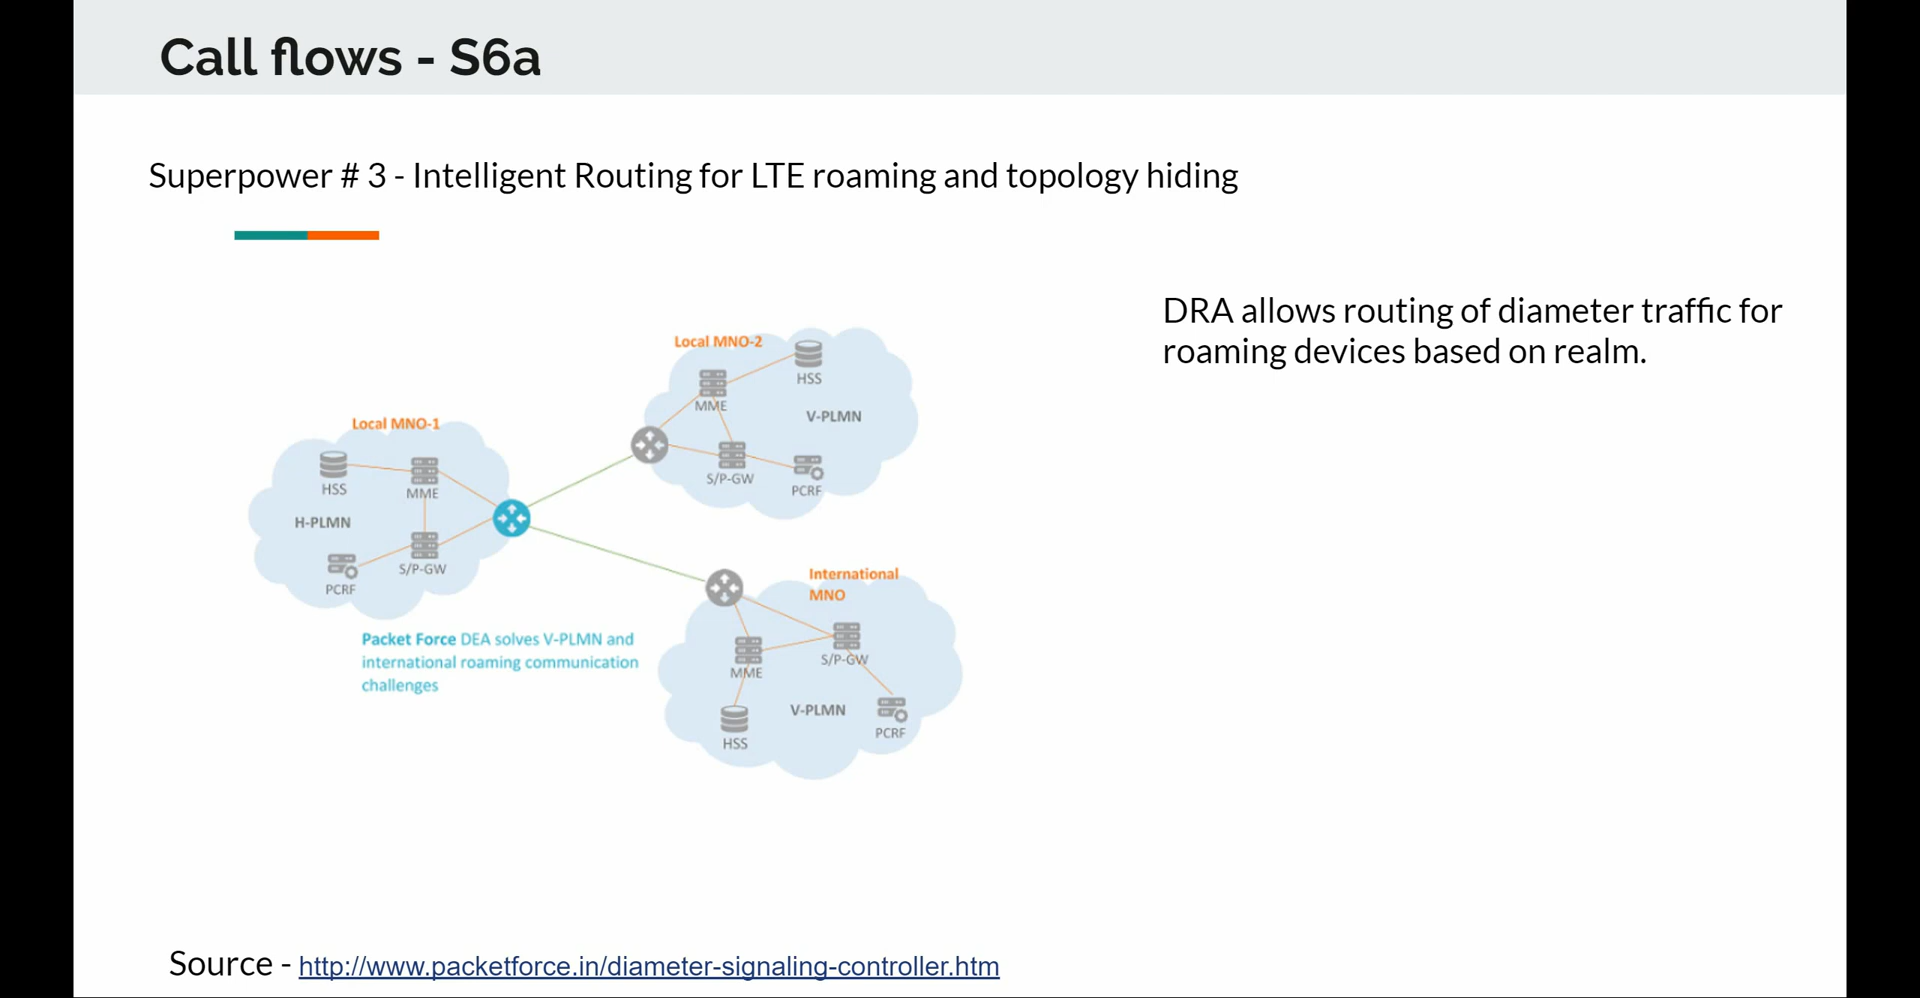 Call flows - S6a
Superpower # 3 - Intelligent Routing for LTE roaming and topology hiding
DRA allows routing of diameter traffic for
roaming devices based on realm.
Local MNO-2
HSS
MME
V-PLMN
S/P-GW
PCRF
Local MNO-1
HSS
MME
H-PLMN
S/P-GW
PCRF
International
MNO
S/P-GW
MME
V-PLMN
PCRF
HSS
Packet Force DEA solves V-PLMN and
international roaming communication
challenges
Source - http://www.packetforce.in/diameter-signaling-controller.htm